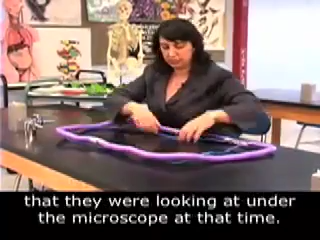 that they were looking at under
the microscope at that time.